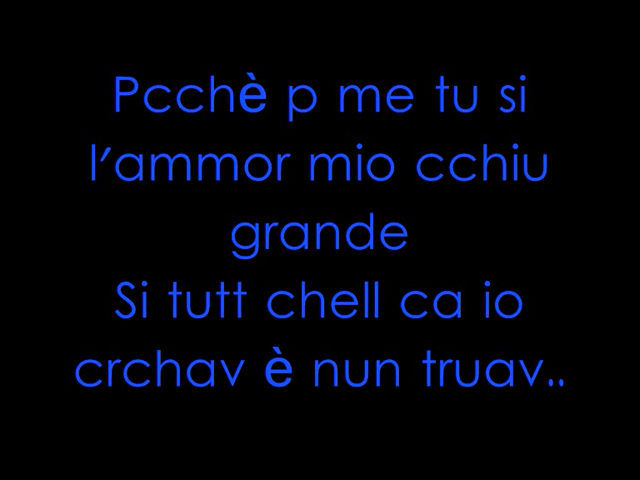 Pcchè p me tu si
l'ammor mio cchiu
grande
Si tutt chell ca io
crchav è nun truav..